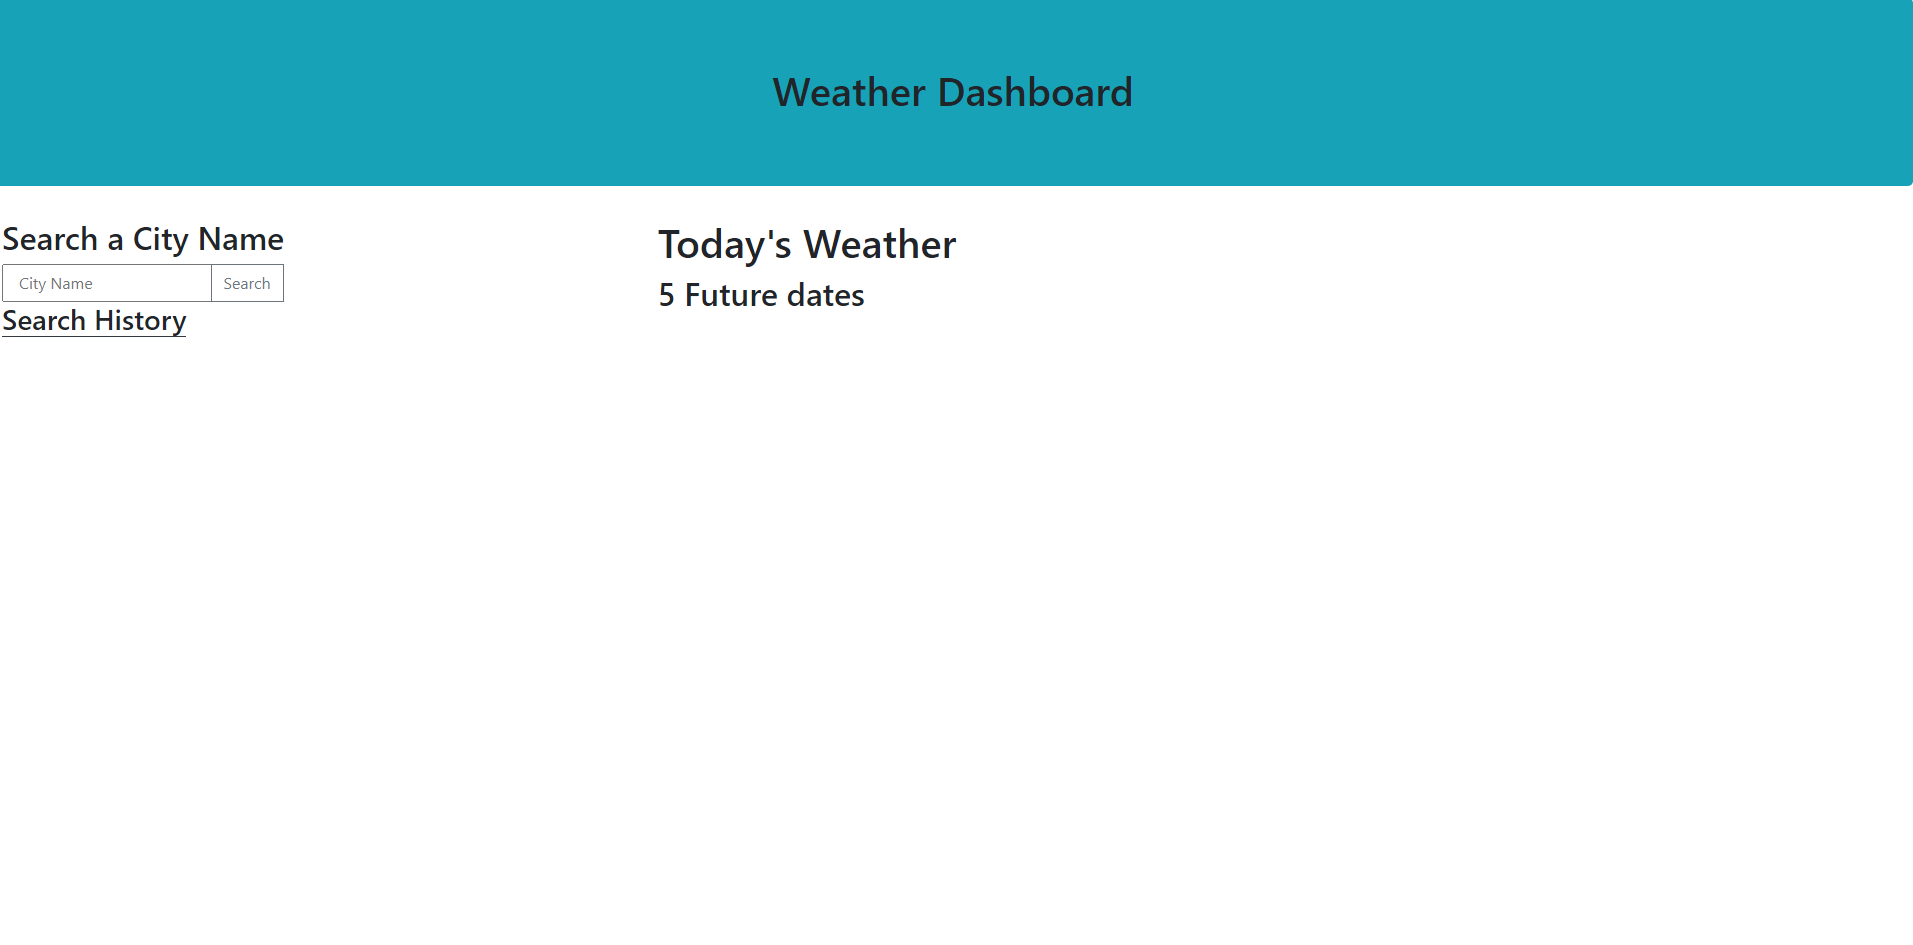 Weather Dashboard
Search a City Name
City Name
Search
Search History
Today's Weather
5 Future dates